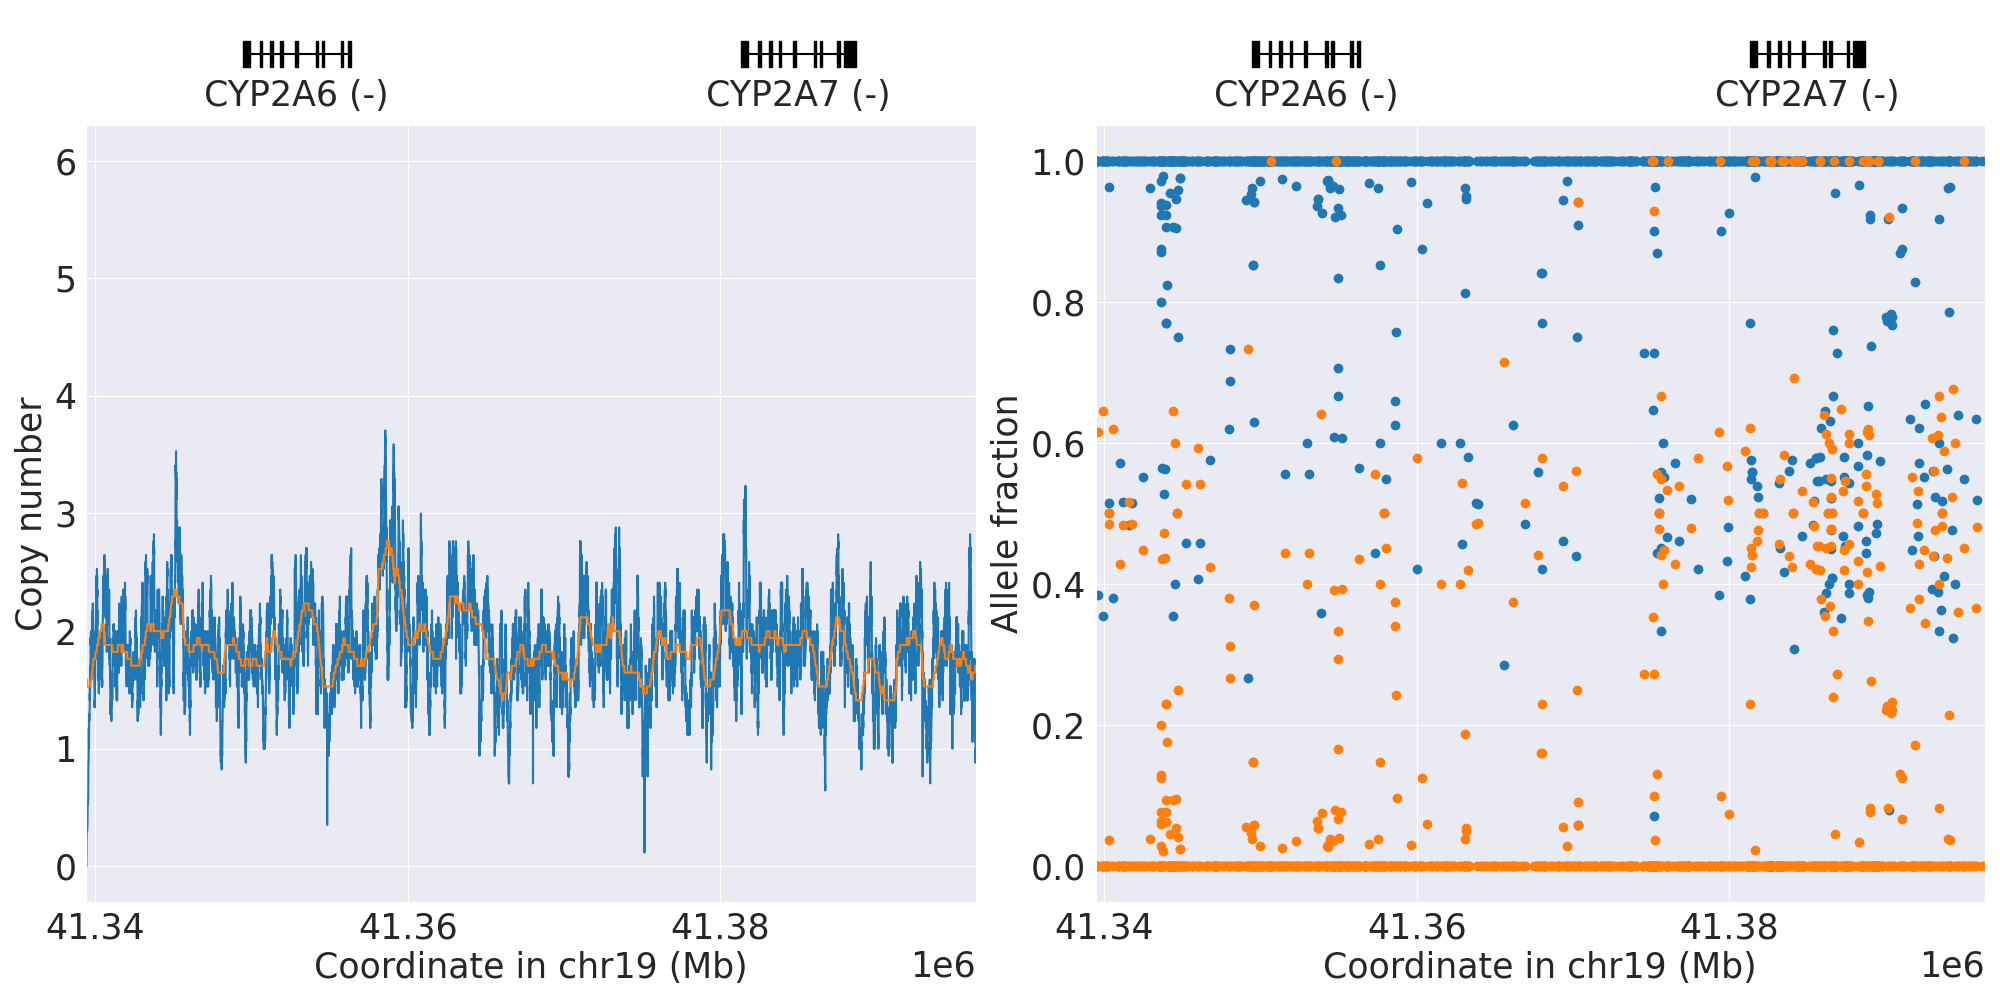 CYP2A6 (-) CYP2A7 (-)
CYP2A6 (-) CYP2A7 (-)
6
5
4
3
2
1
0
Copy number
41.34 41.36 41.38
Coordinate in chr19 (Mb) 1e6
1.0
0.8
0.6
0.4
0.2
0.0
Allele fraction
41.34 41.36 41.38
Coordinate in chr19 (Mb) 1e6